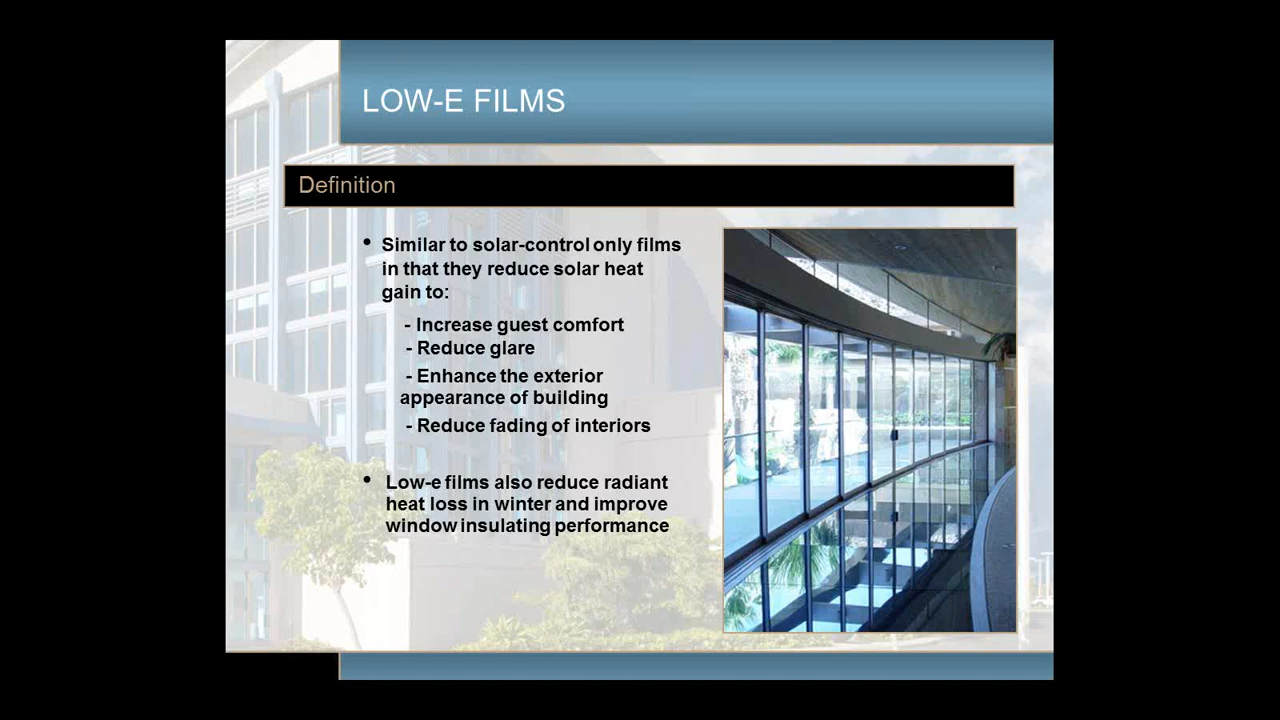 LOW-E FILMS
Definition
• Similar to solar-control only films
in that they reduce solar heat
gain to:
- Increase guest comfort
- Reduce glare
- Enhance the exterior
appearance of building
- Reduce fading of interiors
• Low-e films also reduce radiant
heat loss in winter and improve
window insulating performance